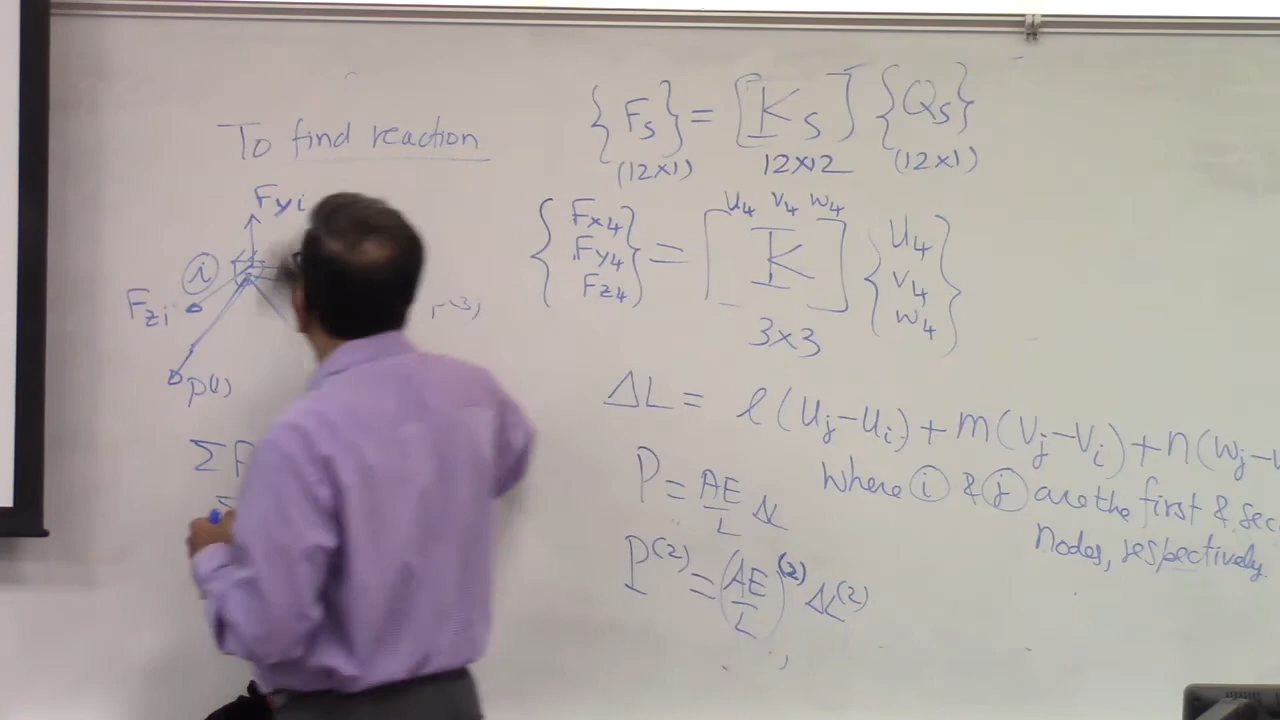 To find reaction
Fyi
i
Fzi
P(1)
P(3)
ΣF
{Fs} = [Ks] {Qs}
(12x1) 12x12 (12x1)
U4 V4 W4
{Fx4 Fy4 Fz4} = [K] {U4 V4 W4}
3x3
ΔL = l(Uj-Ui)+m(Vj-Vi)+n(Wj-
where i & j are the first & sec
nodes, respectively.
P = AE/L ΔL
P(2) = (AE/L)(2) ΔL(2)